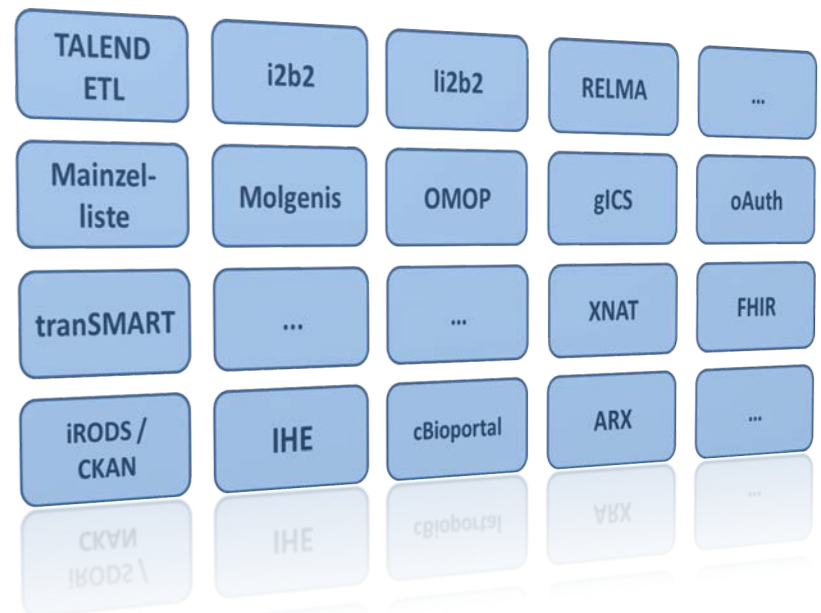 TALEND
ETL
i2b2
li2b2
RELMA
...
Mainzel-
liste
Molgenis
OMOP
gICS
oAuth
tranSMART
...
...
XNAT
FHIR
iRODS /
CKAN
IHE
cBioportal
ARX
...